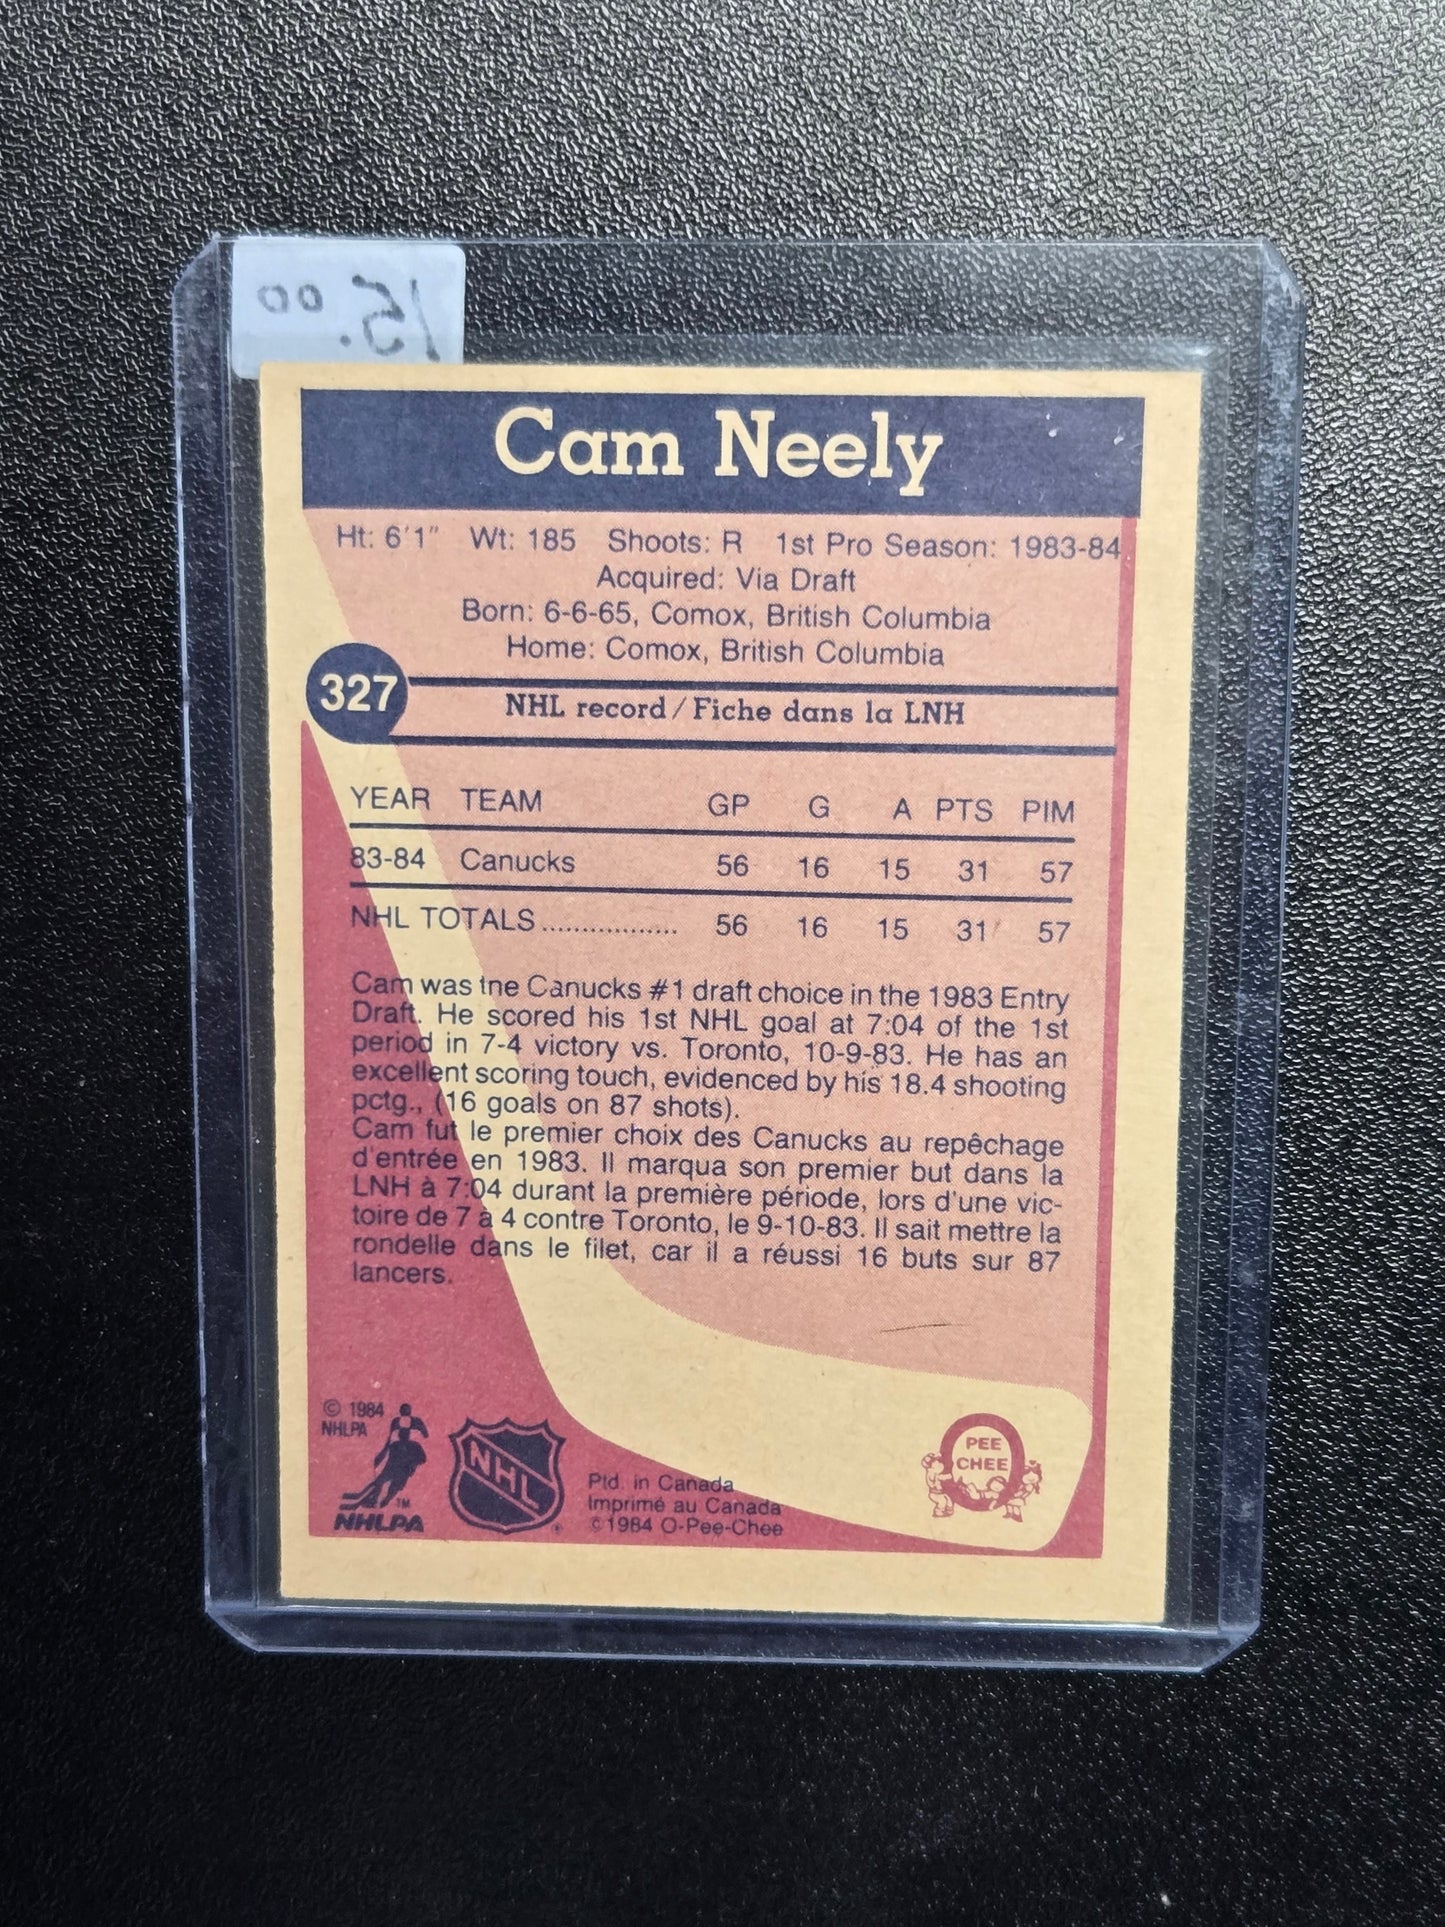 15.00
Cam Neely
Ht: 6'1" Wt: 185 Shoots: R 1st Pro Season: 1983-84
Acquired: Via Draft
Born: 6-6-65, Comox, British Columbia
Home: Comox, British Columbia
327
NHL record/Fiche dans la LNH
YEAR TEAM GP G A PTS PIM
83-84 Canucks 56 16 15 31 57
NHL TOTALS................. 56 16 15 31 57
Cam was tne Canucks #1 draft choice in the 1983 Entry
Draft. He scored his 1st NHL goal at 7:04 of the 1st
period in 7-4 victory vs. Toronto, 10-9-83. He has an
excellent scoring touch, evidenced by his 18.4 shooting
pctg., (16 goals on 87 shots).
Cam fut le premier choix des Canucks au repêchage
d'entrée en 1983. Il marqua son premier but dans la
LNH à 7:04 durant la première période, lors d'une vic-
toire de 7 à 4 contre Toronto, le 9-10-83. Il sait mettre la
rondelle dans le filet, car il a réussi 16 buts sur 87
lancers.
© 1984
NHLPA
TM
NHLPA
NHL
Ptd. in Canada
Imprimé au Canada
© 1984 O-Pee-Chee
PEE
CHEE